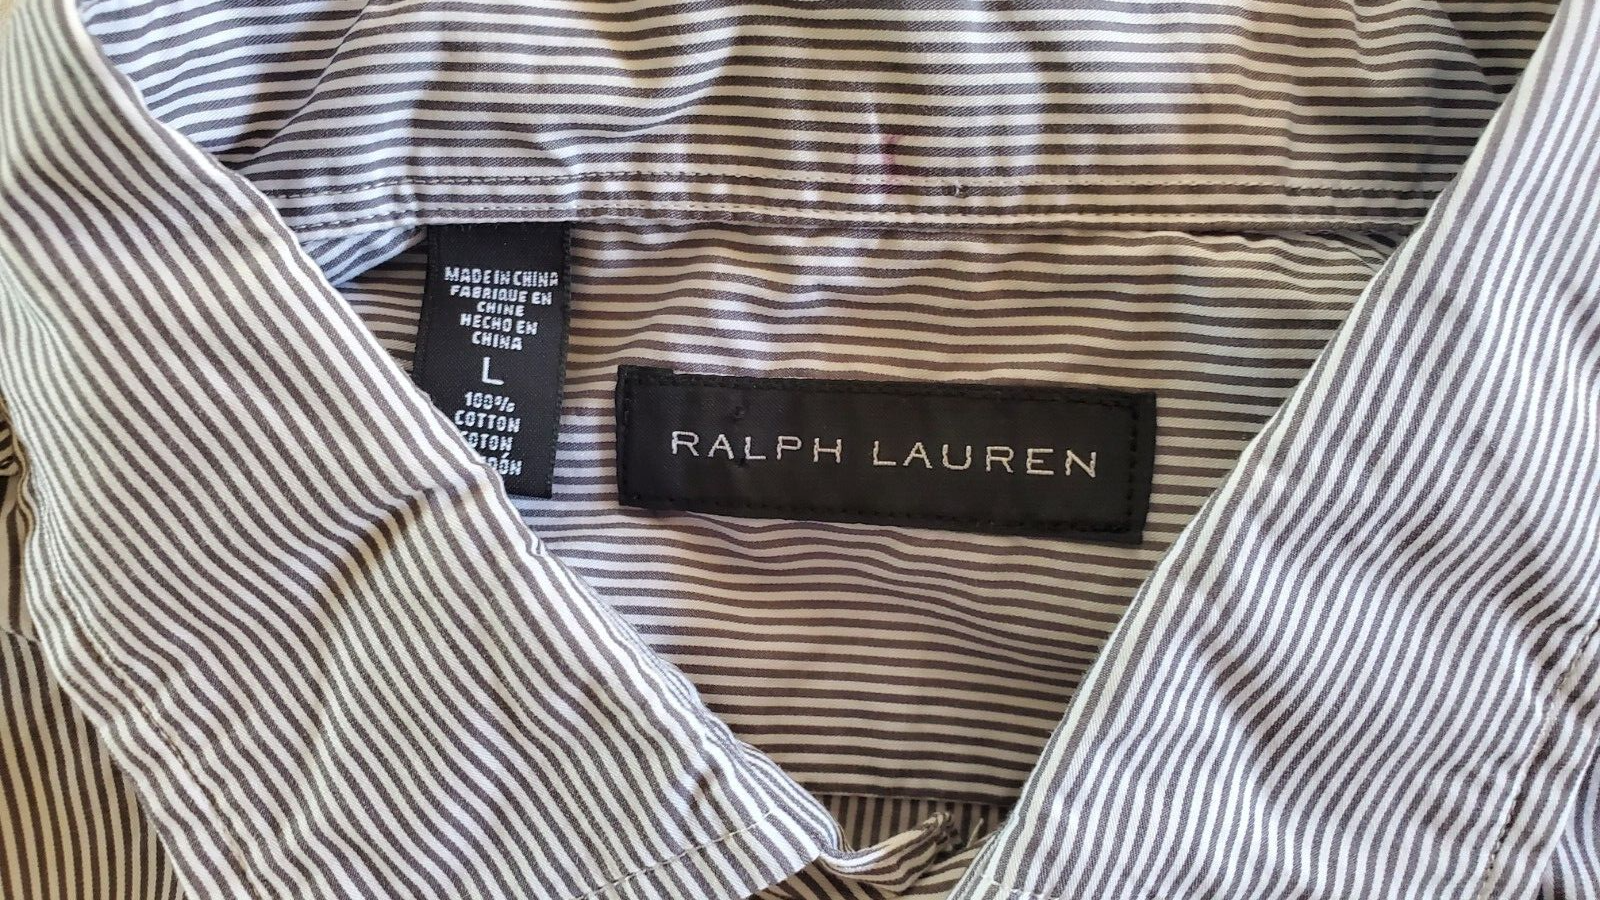 MADE IN CHINA
FABRIQUE EN
CHINE
HECHO EN
CHINA
L
100%
COTTON
RALPH LAUREN